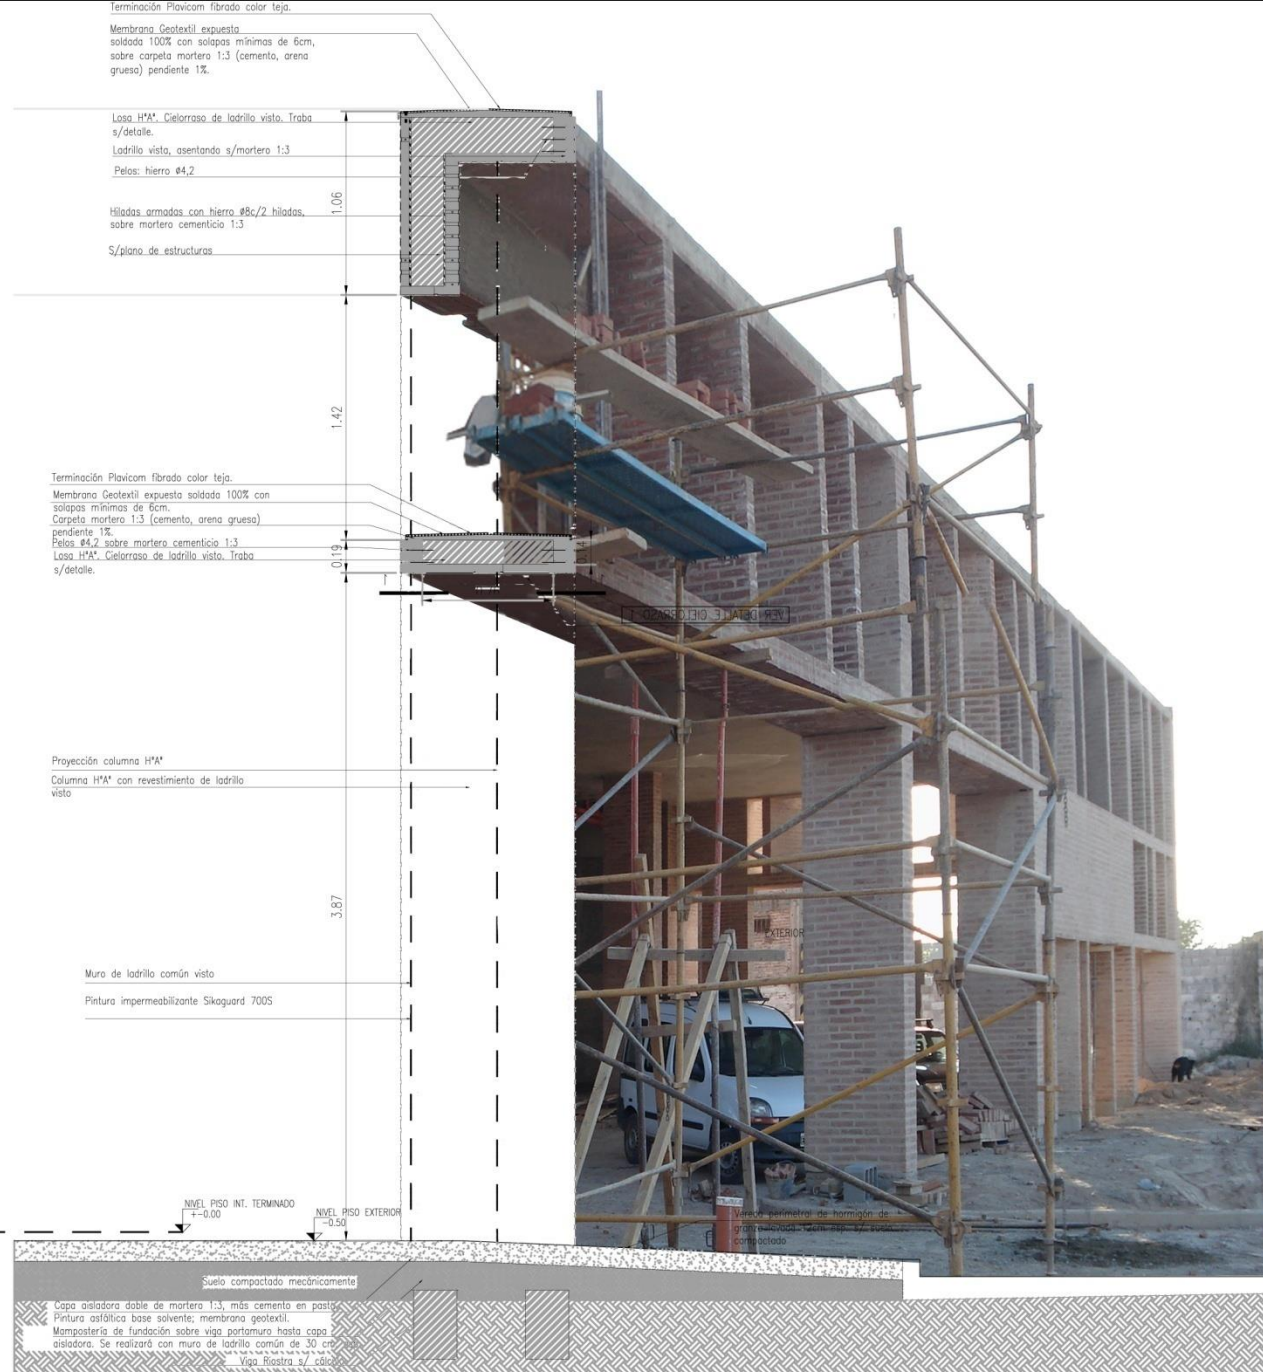 Terminación Plavicom fibrado color teja.
Membrana Geotextil expuesta
soldada 100% con solapas mínimas de 6cm,
sobre carpeta mortero 1:3 (cemento, arena
gruesa) pendiente 1%.
Losa H°A°. Cielorraso de ladrillo visto. Traba
s/detalle.
Ladrillo vista, asentando s/mortero 1:3
Pelos: hierro ø4,2
Hiladas armadas con hierro ø8c/2 hiladas,
sobre mortero cementicio 1:3
S/plano de estructuras
1.06
1.42
Terminación Plavicom fibrado color teja.
Membrana Geotextil expuesta soldada 100% con
solapas mínimas de 6cm.
Carpeta mortero 1:3 (cemento, arena gruesa)
pendiente 1%.
Pelos ø4,2 sobre mortero cementicio 1:3
Losa H°A°. Cielorraso de ladrillo visto. Traba
s/detalle.
0.19
VER DETALLE CIELORRASO 1
Proyección columna H°A°
Columna H°A° con revestimiento de ladrillo
visto
3.87
EXTERIOR
Muro de ladrillo común visto
Pintura impermeabilizante Sikaguard 700S
NIVEL PISO INT. TERMINADO
+-0.00
NIVEL PISO EXTERIOR
-0.50
Vereda perimetral de hormigón de
compactado
Suelo compactado mecánicamente
Capa aisladora doble de mortero 1:3, más cemento en pasta
Pintura asfáltica base solvente; membrana geotextil.
Mampostería de fundación sobre viga portamuro hasta capa
aisladora. Se realizará con muro de ladrillo común de 30 cm
Viga Riostra s/